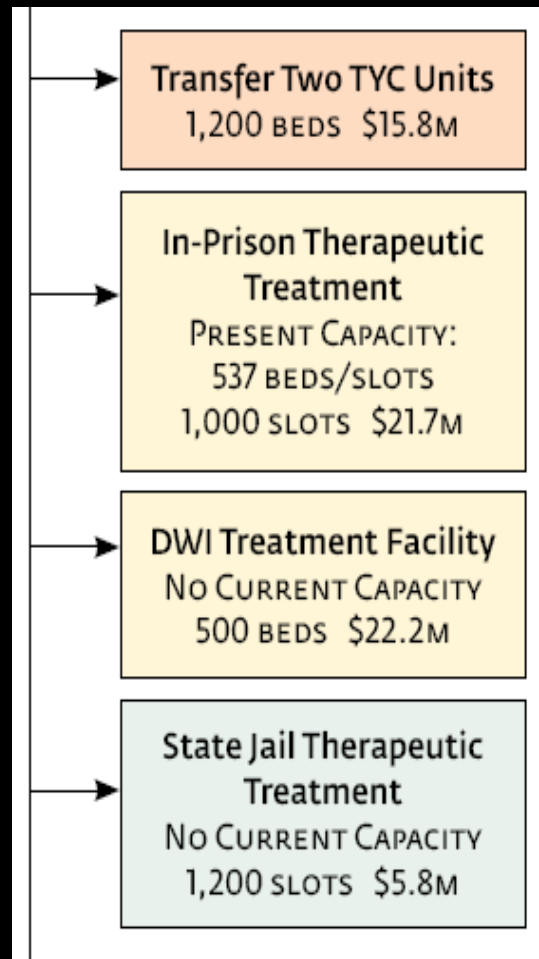 Transfer Two TYC Units
1,200 BEDS $15.8M
In-Prison Therapeutic
Treatment
PRESENT CAPACITY:
537 BEDS/SLOTS
1,000 SLOTS $21.7M
DWI Treatment Facility
NO CURRENT CAPACITY
500 BEDS $22.2M
State Jail Therapeutic
Treatment
NO CURRENT CAPACITY
1,200 SLOTS $5.8M